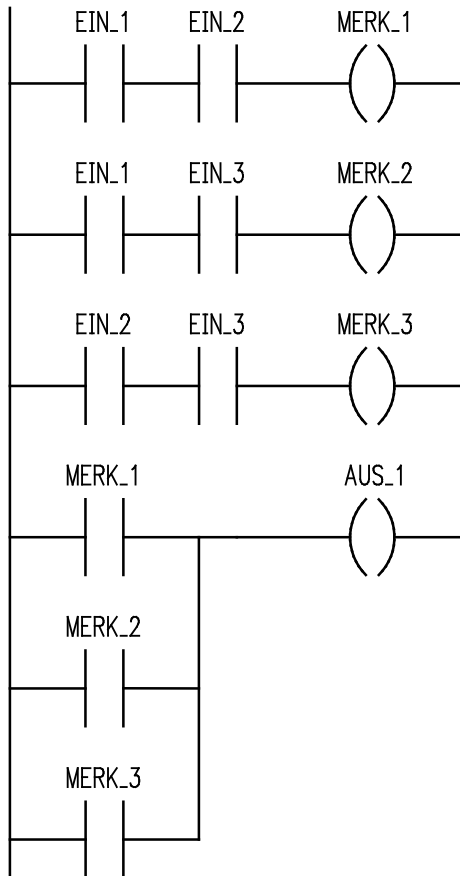 EIN_1 EIN_2 MERK_1
EIN_1 EIN_3 MERK_2
EIN_2 EIN_3 MERK_3
MERK_1 AUS_1
MERK_2
MERK_3